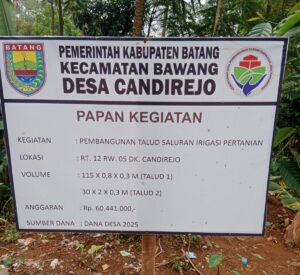 BATANG
PEMERINTAH KABUPATEN BATANG
KECAMATAN BAWANG
DESA CANDIREJO
PAPAN KEGIATAN
KEGIATAN : PEMBANGUNAN TALUD SALURAN IRIGASI PERTANIAN
LOKASI : RT. 12 RW. 05 DK. CANDIREJO
VOLUME : 115 X 0,8 X 0,3 M (TALUD 1)
30 X 2 X 0,3 M (TALUD 2)
ANGGARAN : Rp. 60.441.000,-
SUMBER DANA : DANA DESA 2025